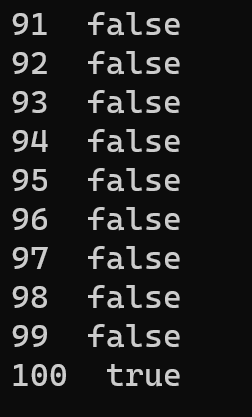 91  false
92  false
93  false
94  false
95  false
96  false
97  false
98  false
99  false
100  true